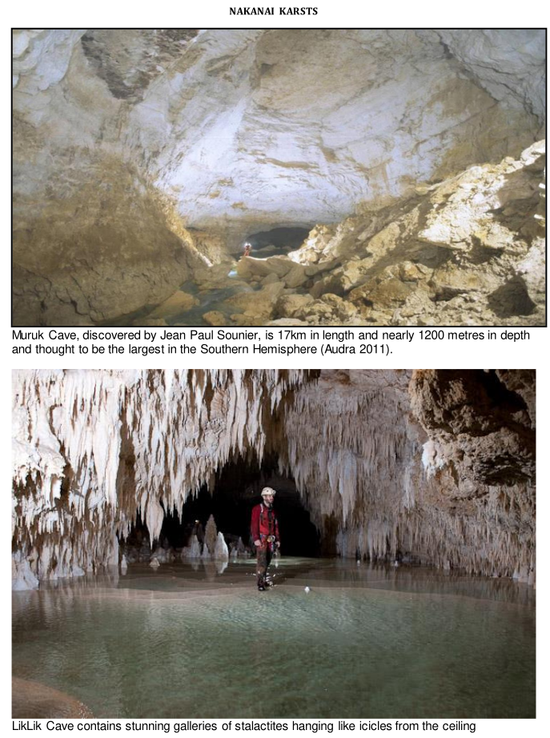 NAKANAI KARSTS
Muruk Cave, discovered by Jean Paul Sounier, is 17km in length and nearly 1200 metres in depth
and thought to be the largest in the Southern Hemisphere (Audra 2011).
LikLik Cave contains stunning galleries of stalactites hanging like icicles from the ceiling